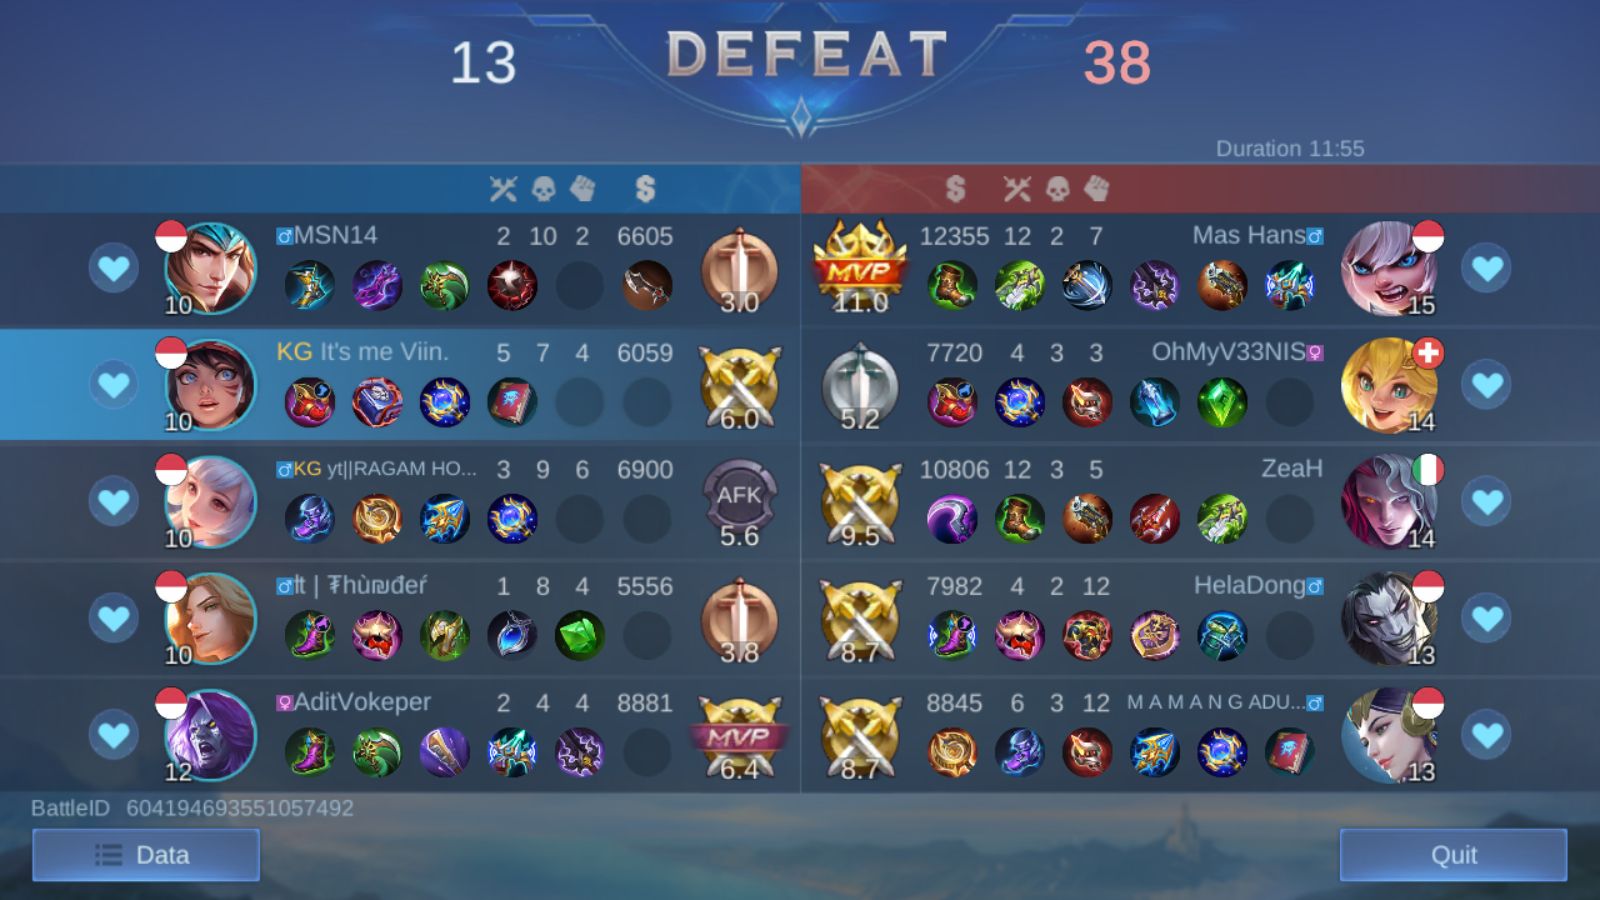 13 DEFEAT 38
Duration 11:55
MSN14 2 10 2 6605
10 3.0
MVP 11.0 12355 12 2 7 Mas Hans
15
KG It's me Viin. 5 7 4 6059
10 6.0
5.2 7720 4 3 3 OhMyV33NIS
14
KG yt||RAGAM HO... 3 9 6 6900
10 AFK 5.6
9.5 10806 12 3 5 ZeaH
14
1 8 4 5556
10 3.8
8.7 7982 4 2 12 HelaDong
13
AditVokeper 2 4 4 8881
12 MVP 6.4
8.7 8845 6 3 12 M A M A N G ADU...
13
BattleID 604194693551057492
Data
Quit